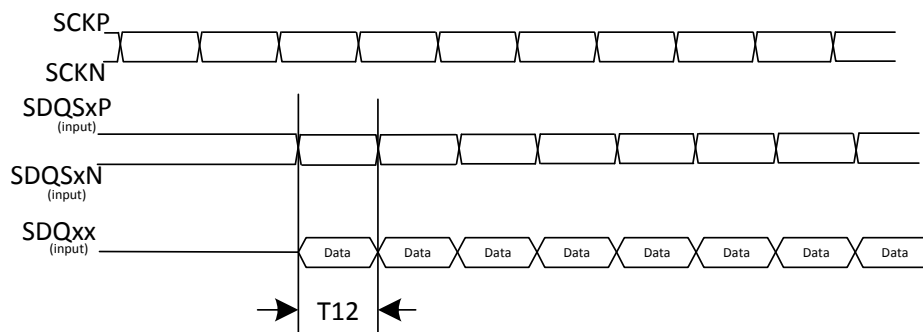 SCKP
SCKN
SDQSxP
(input)
SDQSxN
(input)
SDQxx
(input)
Data Data Data Data Data Data Data Data
T12